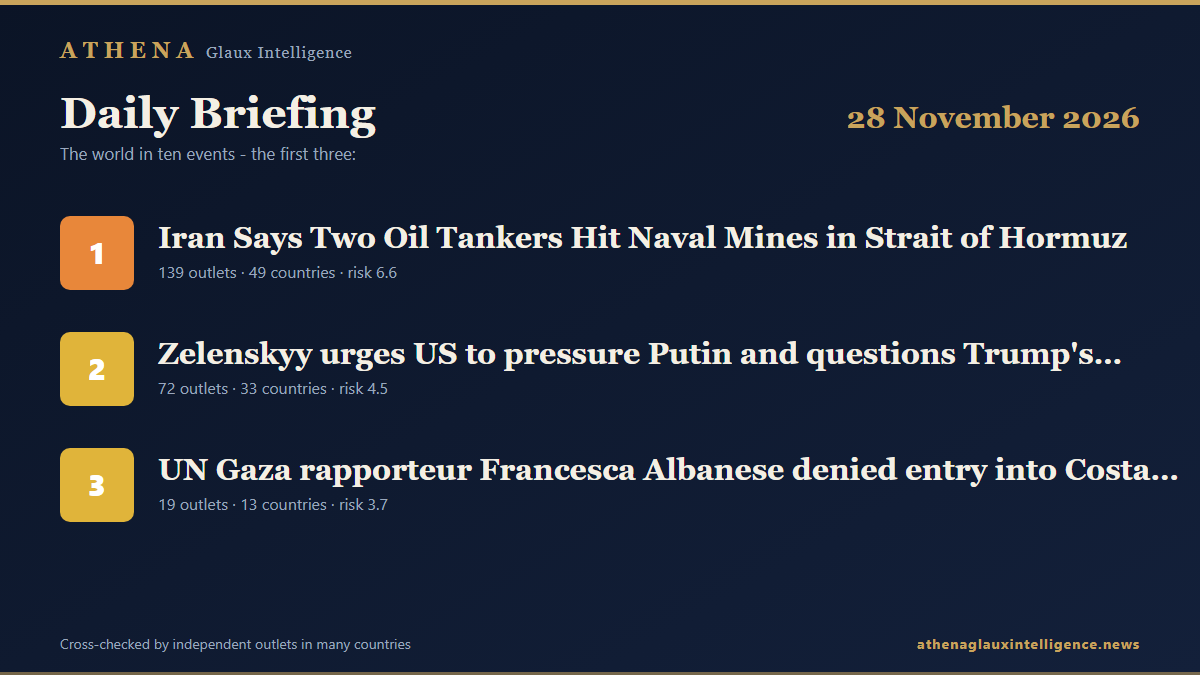 ATHENA Glaux Intelligence
Daily Briefing
28 November 2026
The world in ten events - the first three:
1
Iran Says Two Oil Tankers Hit Naval Mines in Strait of Hormuz
139 outlets · 49 countries · risk 6.6
2
Zelenskyy urges US to pressure Putin and questions Trump's...
72 outlets · 33 countries · risk 4.5
3
UN Gaza rapporteur Francesca Albanese denied entry into Costa...
19 outlets · 13 countries · risk 3.7
Cross-checked by independent outlets in many countries
athenaglauxintelligence.news